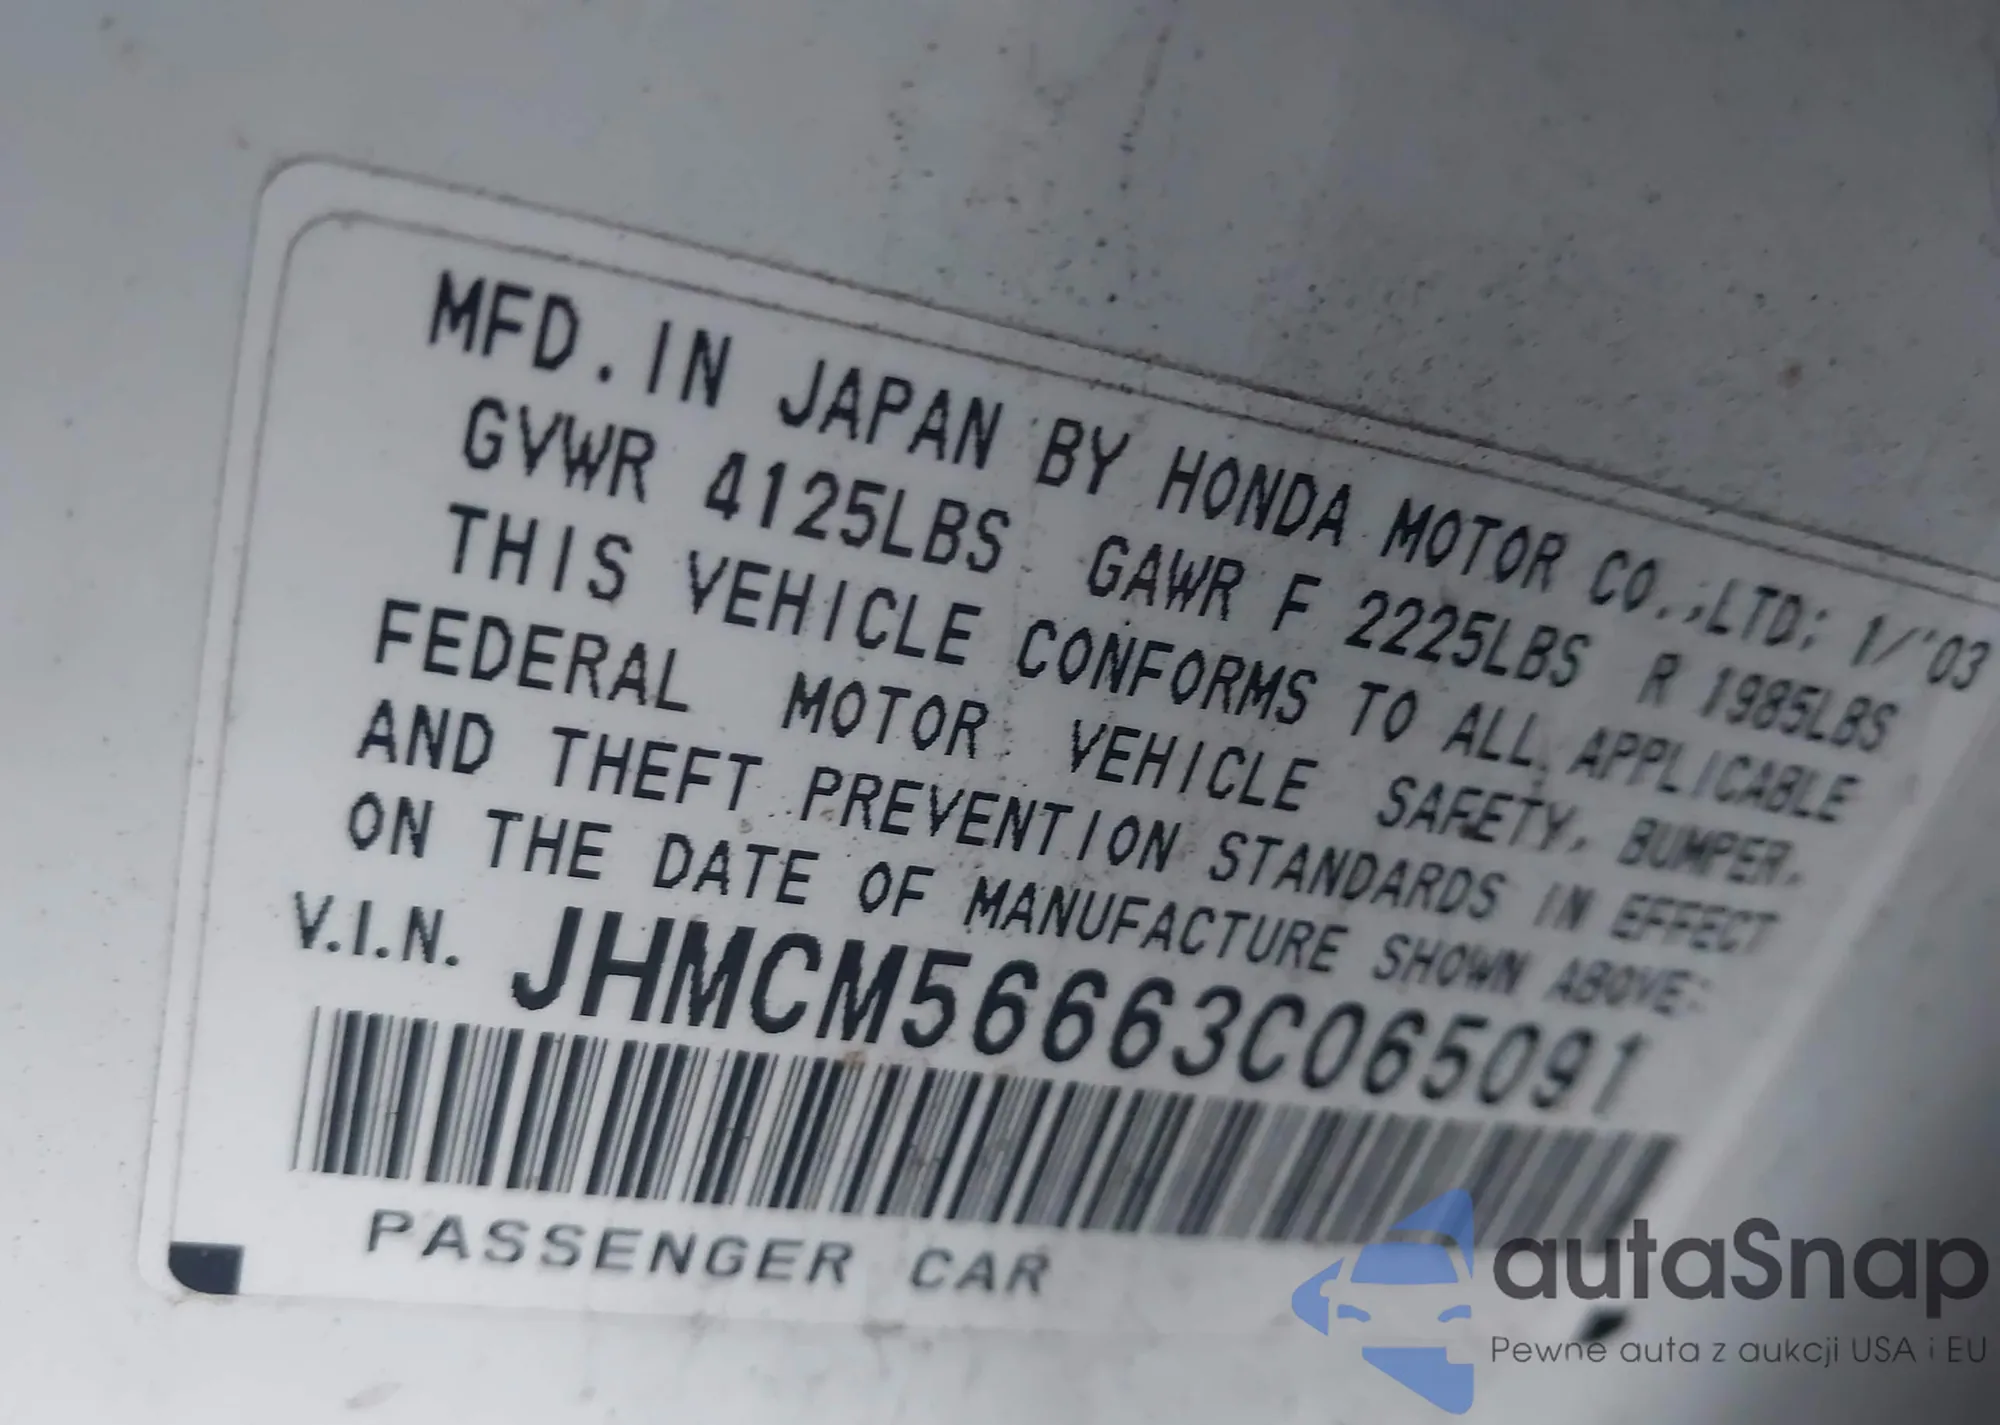 MFD. IN JAPAN BY HONDA MOTOR CO.,LTD: 1/'03
GVWR 4125LBS GAWR F 2225LBS R 1985LBS
THIS VEHICLE CONFORMS TO ALL APPLICABLE
FEDERAL MOTOR VEHICLE SAFETY, BUMPER,
AND THEFT PREVENTION STANDARDS IN EFFECT
ON THE DATE OF MANUFACTURE SHOWN ABOVE:
V.I.N. JHMCM56663C065091
PASSENGER CAR
autaSnap
Pewne auta z aukcji USA i EU